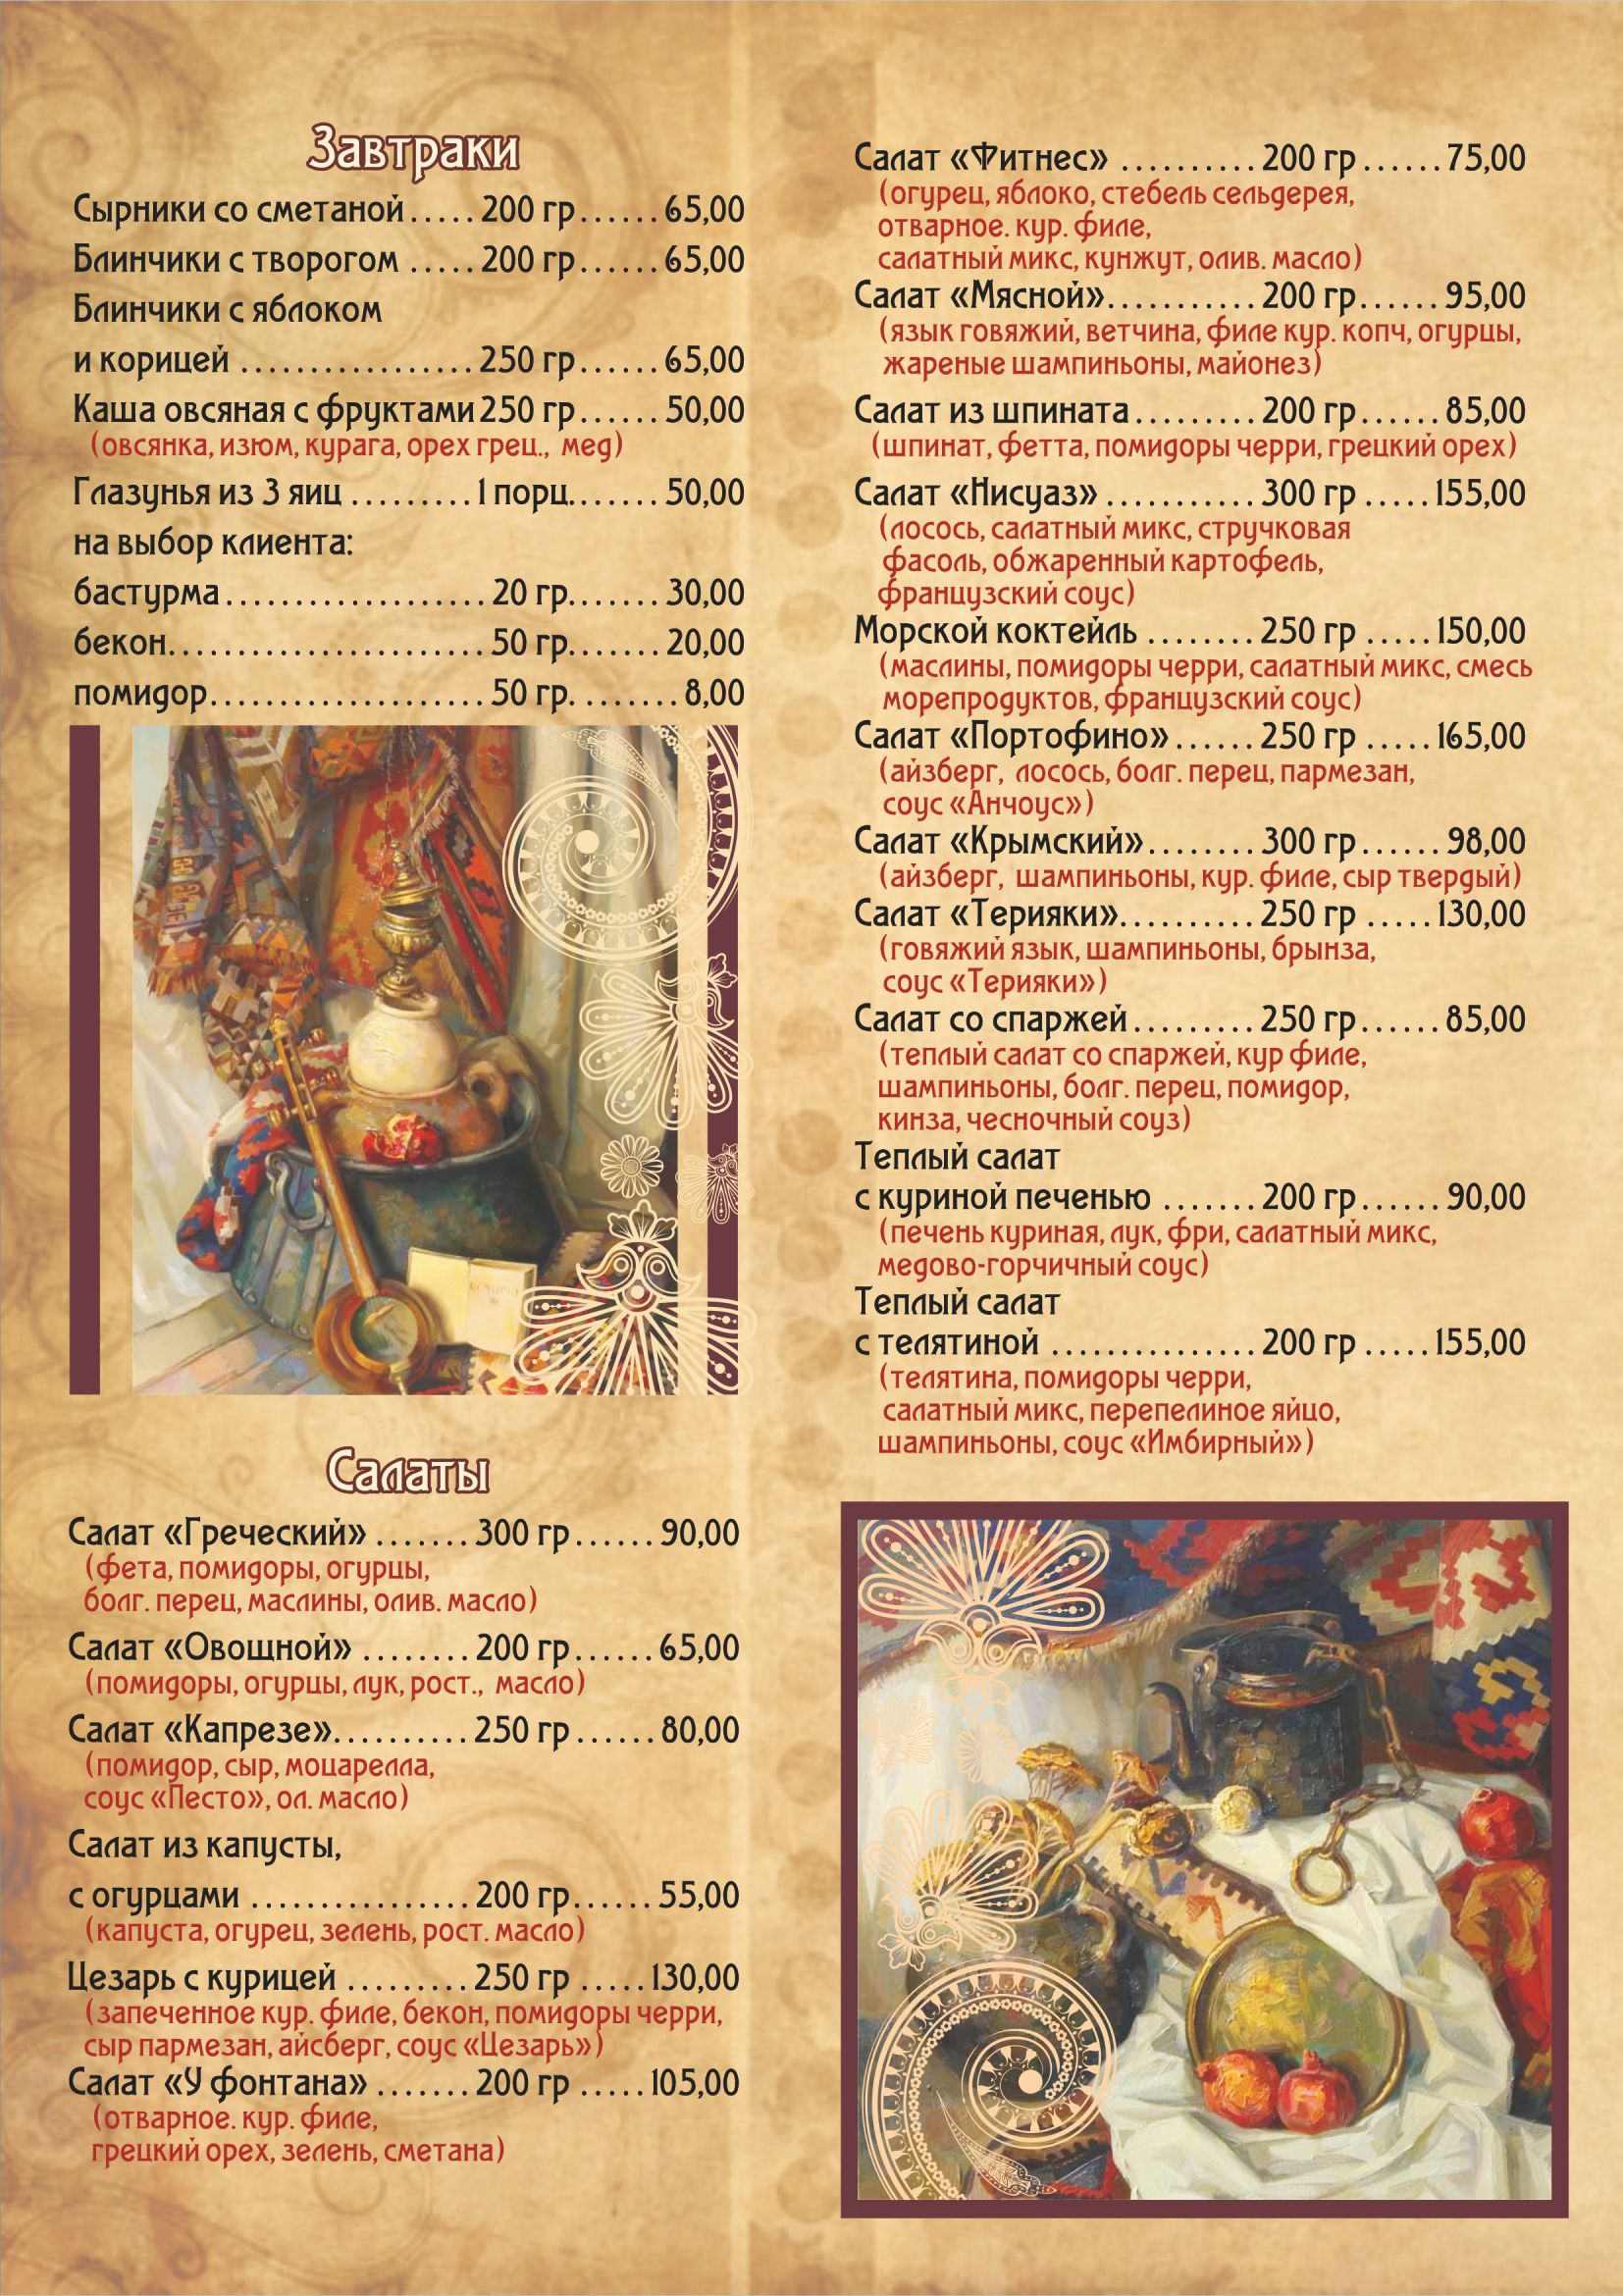 Завтраки
Сырники со сметаной.....200 гр......65,00
Блинчики с творогом .....200 гр......65,00
Блинчики с яблоком
и корицей .................250 гр......65,00
Каша овсяная с фруктами 250 гр......50,00
(овсянка, изюм, курага, орех грец., мед)
Глазунья из 3 яиц .........1 порц.......50,00
на выбор клиента:
бастурма...................20 гр.......30,00
бекон.......................50 гр.......20,00
помидор....................50 гр. .......8,00
Салаты
Салат «Греческий» .......300 гр......90,00
(фета, помидоры, огурцы,
болг. перец, маслины, олив. масло)
Салат «Овощной» ........200 гр......65,00
(помидоры, огурцы, лук, рост., масло)
Салат «Капрезе»..........250 гр......80,00
(помидор, сыр, моцарелла,
соус «Песто», ол. масло)
Салат из капусты,
с огурцами ................200 гр......55,00
(капуста, огурец, зелень, рост. масло)
Цезарь с курицей .........250 гр .....130,00
(запеченное кур. филе, бекон, помидоры черри,
сыр пармезан, айсберг, соус «Цезарь»)
Салат «У фонтана» .......200 гр .....105,00
(отварное. кур. филе,
грецкий орех, зелень, сметана)
Салат «Фитнес» ..........200 гр......75,00
(огурец, яблоко, стебель сельдерея,
отварное. кур. филе,
салатный микс, кунжут, олив. масло)
Салат «Мясной»...........200 гр......95,00
(язык говяжий, ветчина, филе кур. копч, огурцы,
жареные шампиньоны, майонез)
Салат из шпината.........200 гр......85,00
(шпинат, фетта, помидоры черри, грецкий орех)
Салат «Нисуаз» ...........300 гр .....155,00
(лосось, салатный микс, стручковая
фасоль, обжаренный картофель,
французский соус)
Морской коктейль ........250 гр .....150,00
(маслины, помидоры черри, салатный микс, смесь
морепродуктов, французский соус)
Салат «Портофино»......250 гр .....165,00
(айзберг, лосось, болг. перец, пармезан,
соус «Анчоус»)
Салат «Крымский»........300 гр......98,00
(айзберг, шампиньоны, кур. филе, сыр твердый)
Салат «Терияки»..........250 гр .....130,00
(говяжий язык, шампиньоны, брынза,
соус «Терияки»)
Салат со спаржей.........250 гр......85,00
(теплый салат со спаржей, кур филе,
шампиньоны, болг. перец, помидор,
кинза, чесночный соуз)
Теплый салат
с куриной печенью .......200 гр......90,00
(печень куриная, лук, фри, салатный микс,
медово-горчичный соус)
Теплый салат
с телятиной ...............200 гр .....155,00
(телятина, помидоры черри,
салатный микс, перепелиное яйцо,
шампиньоны, соус «Имбирный»)